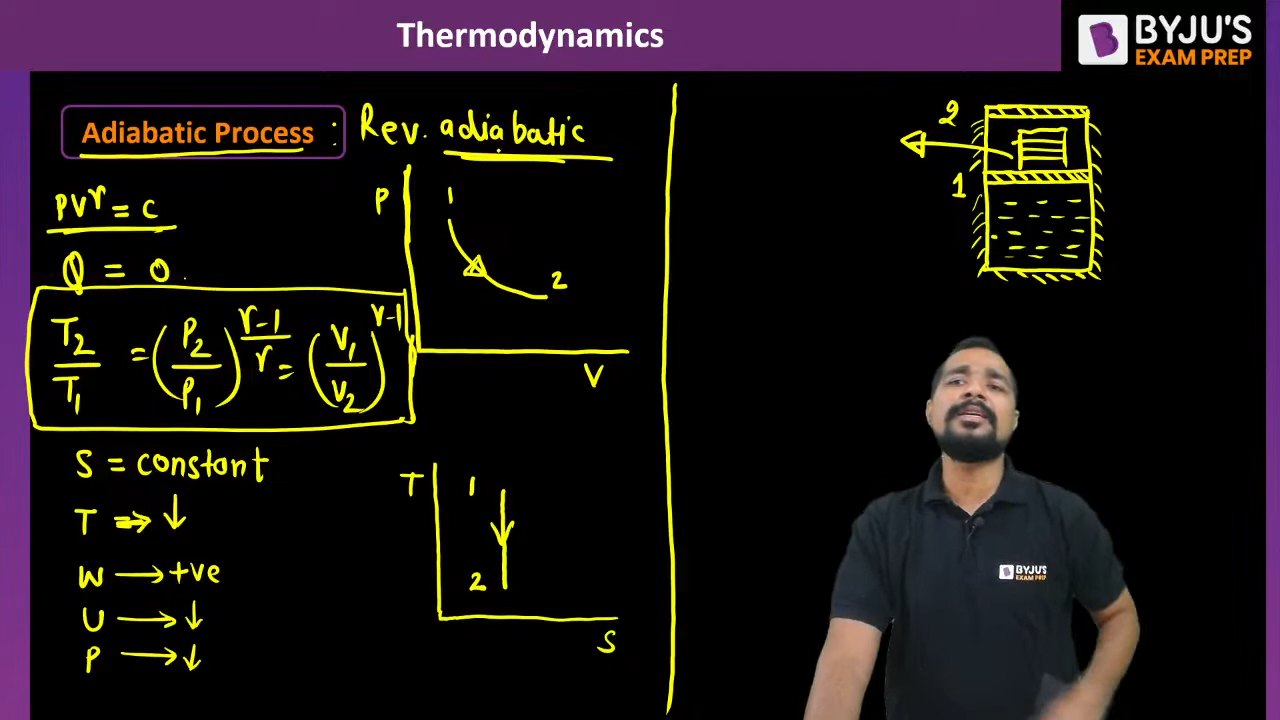 Thermodynamics
BYJU'S
EXAM PREP
Adiabatic Process : Rev. adiabatic
PV^γ = C
Q = 0
T2/T1 = (P2/P1)^(γ-1/γ) = (V1/V2)^(γ-1)
S = constant
T → ↓
W → +ve
U → ↓
P → ↓
P
1
2
V
T
1
2
S
2
1
BYJU'S
EXAM PREP